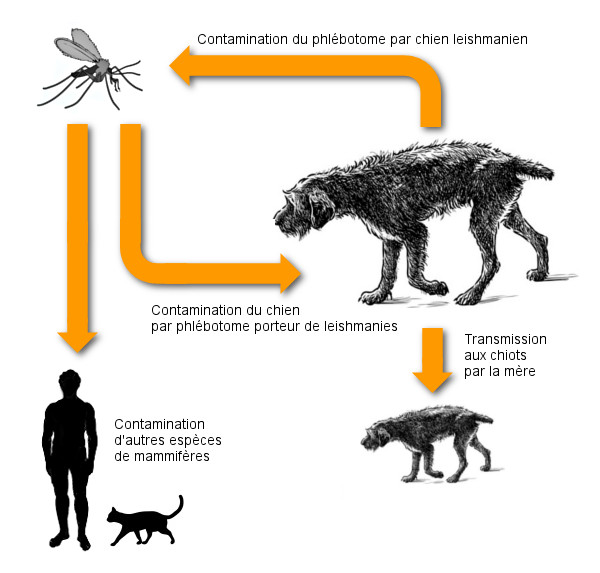 Contamination du phlébotome par chien leishmanien
Contamination du chien
par phlébotome porteur de leishmanies
Transmission
aux chiots
par la mère
Contamination
d'autres espèces
de mammifères